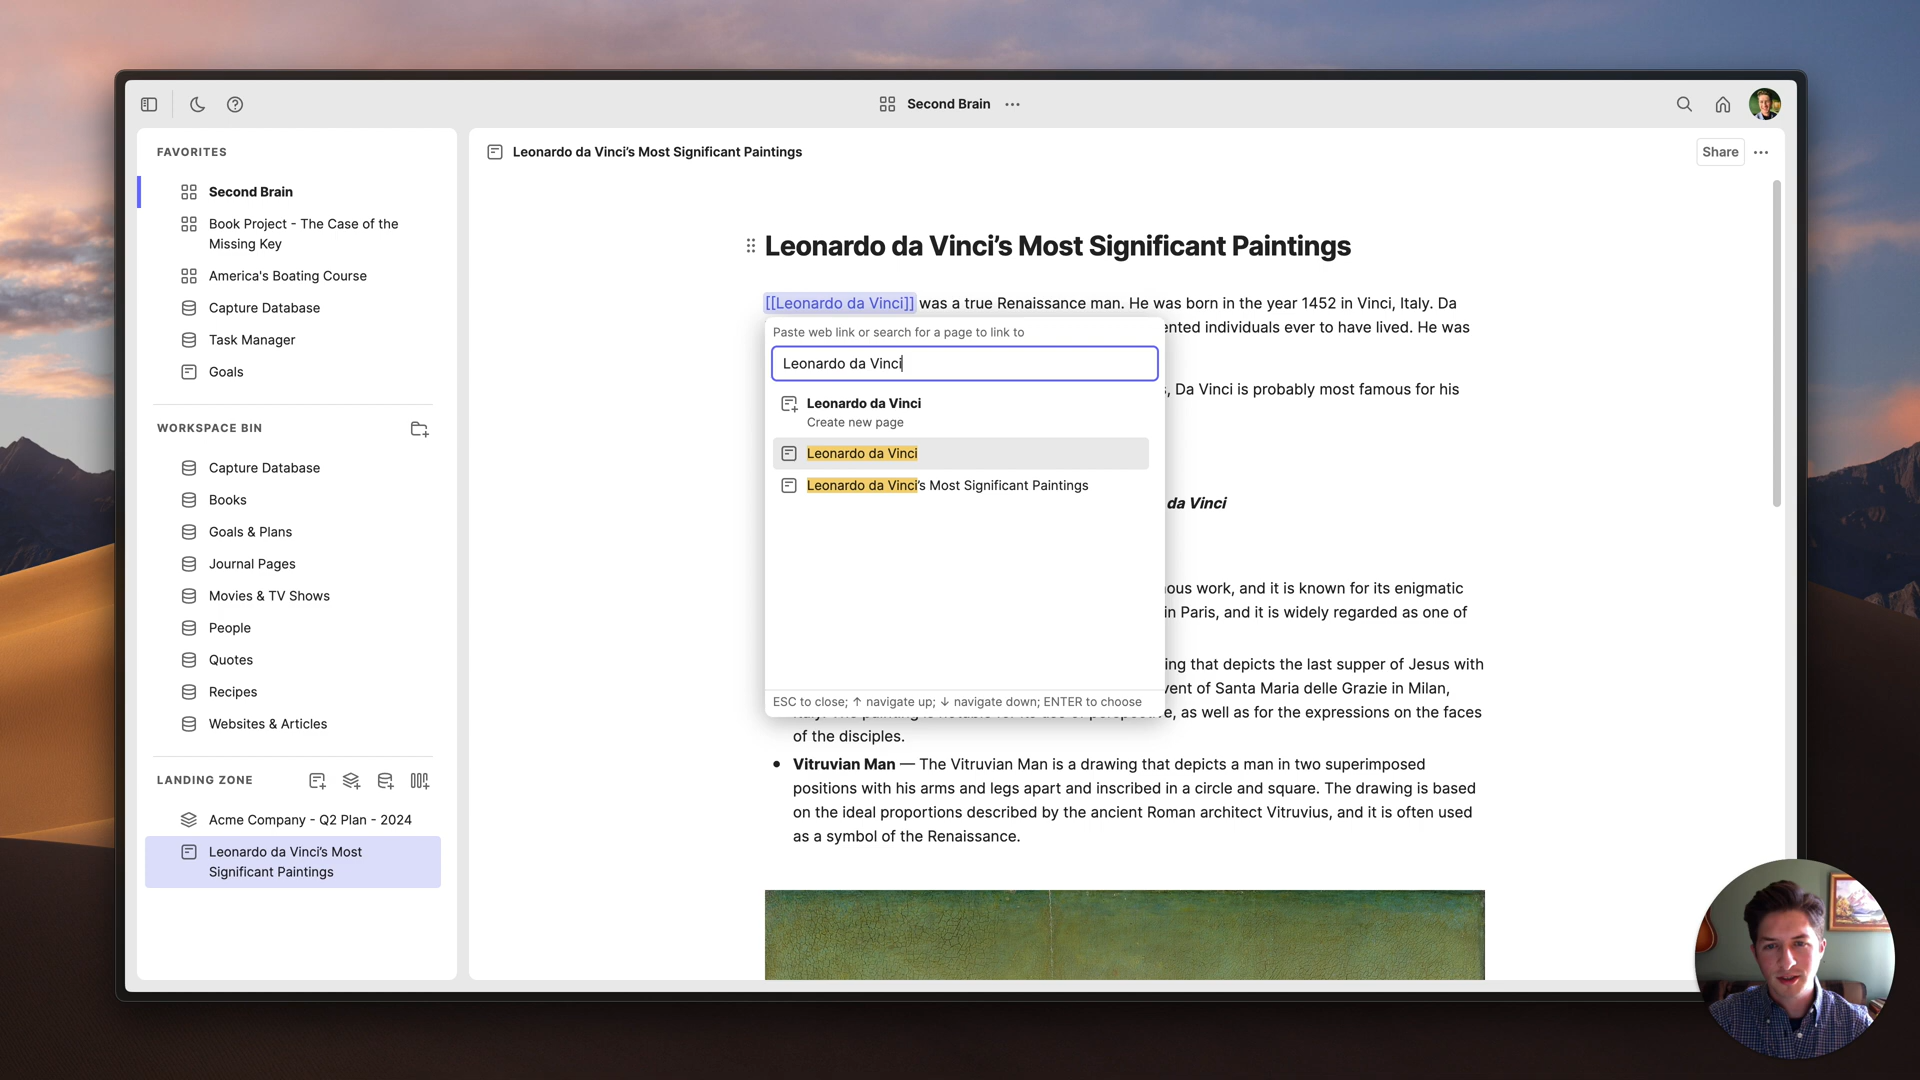 Second Brain
FAVORITES
Second Brain
Book Project - The Case of the
Missing Key
America's Boating Course
Capture Database
Task Manager
Goals
WORKSPACE BIN
Capture Database
Books
Goals & Plans
Journal Pages
Movies & TV Shows
People
Quotes
Recipes
Websites & Articles
LANDING ZONE
Acme Company - Q2 Plan - 2024
Leonardo da Vinci's Most
Significant Paintings
Leonardo da Vinci's Most Significant Paintings
Share
Leonardo da Vinci's Most Significant Paintings
[[Leonardo da Vinci]] was a true Renaissance man. He was born in the year 1452 in Vinci, Italy. Da
ented individuals ever to have lived. He was
, Da Vinci is probably most famous for his
da Vinci
ous work, and it is known for its enigmatic
in Paris, and it is widely regarded as one of
ing that depicts the last supper of Jesus with
vent of Santa Maria delle Grazie in Milan,
, as well as for the expressions on the faces
of the disciples.
Vitruvian Man — The Vitruvian Man is a drawing that depicts a man in two superimposed
positions with his arms and legs apart and inscribed in a circle and square. The drawing is based
on the ideal proportions described by the ancient Roman architect Vitruvius, and it is often used
as a symbol of the Renaissance.
Paste web link or search for a page to link to
Leonardo da Vinci
Leonardo da Vinci
Create new page
Leonardo da Vinci
Leonardo da Vinci's Most Significant Paintings
ESC to close; ↑ navigate up; ↓ navigate down; ENTER to choose